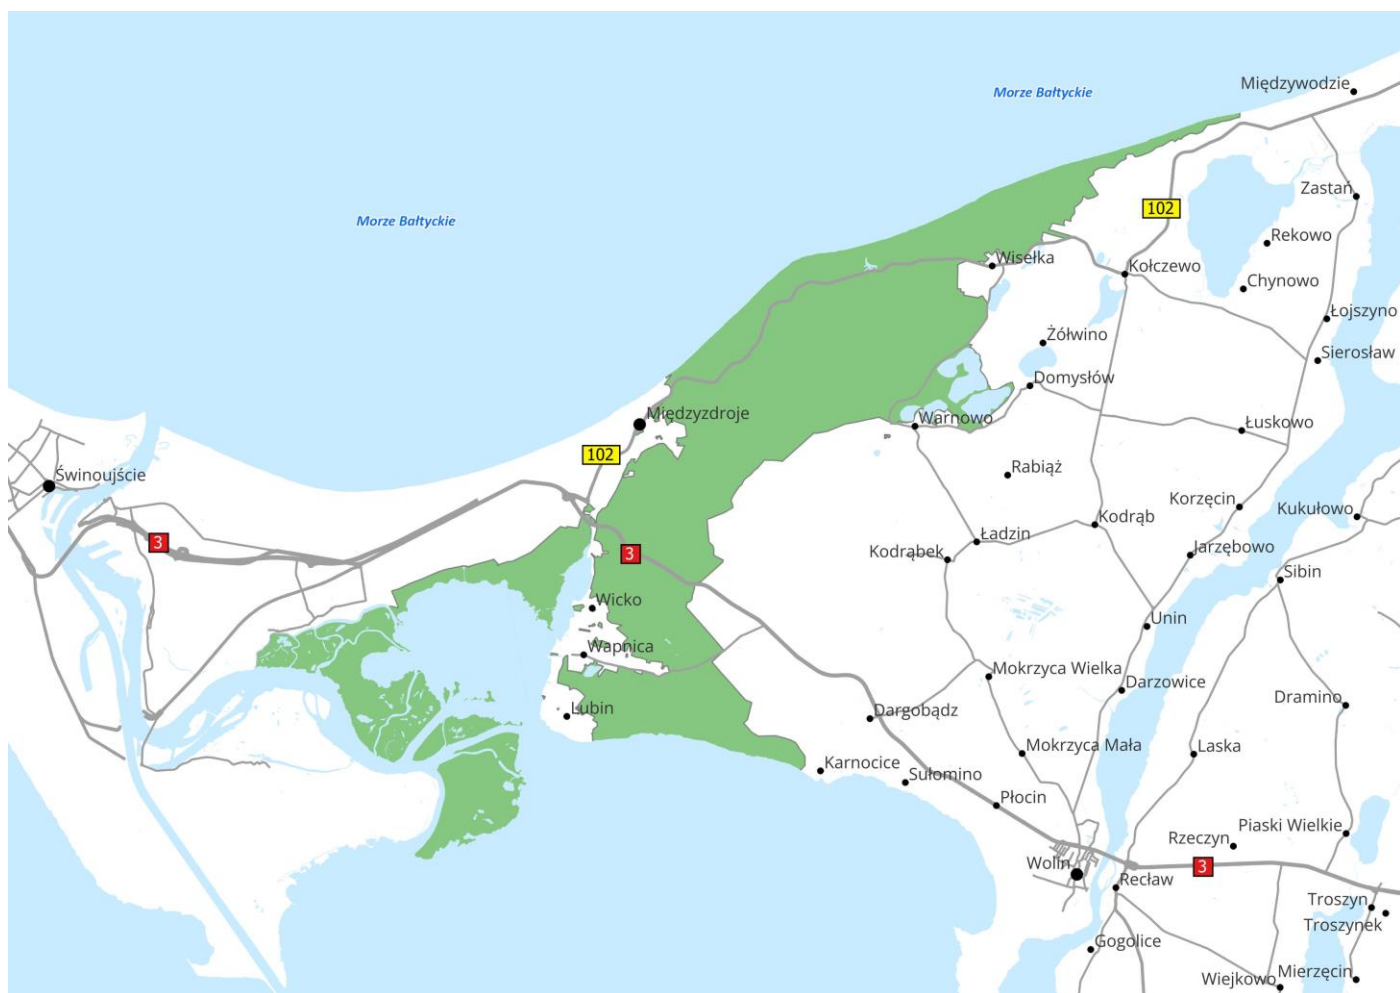 Morze Bałtyckie
Międzywodzie
Zastań
102
Morze Bałtyckie
Rekowo
Wisełka
Kołczewo
Chynowo
Łojszyno
Żółwino
Sierosław
Domysłów
Międzyzdroje
Warnowo
Łuskowo
102
Świnoujście
Rabiąż
Korzęcin
Kukułowo
Kodrąb
3
3
Ładzin
Kodrąbek
Jarzębowo
Sibin
Wicko
Unin
Wapnica
Mokrzyca Wielka
Darzowice
Dramino
Lubin
Dargobądz
Mokrzyca Mała
Laska
Karnocice
Sułomino
Płocin
Piaski Wielkie
Rzeczyn
Wolin
3
Recław
Troszyn
Troszynek
Gogolice
Wiejkowo
Mierzęcin